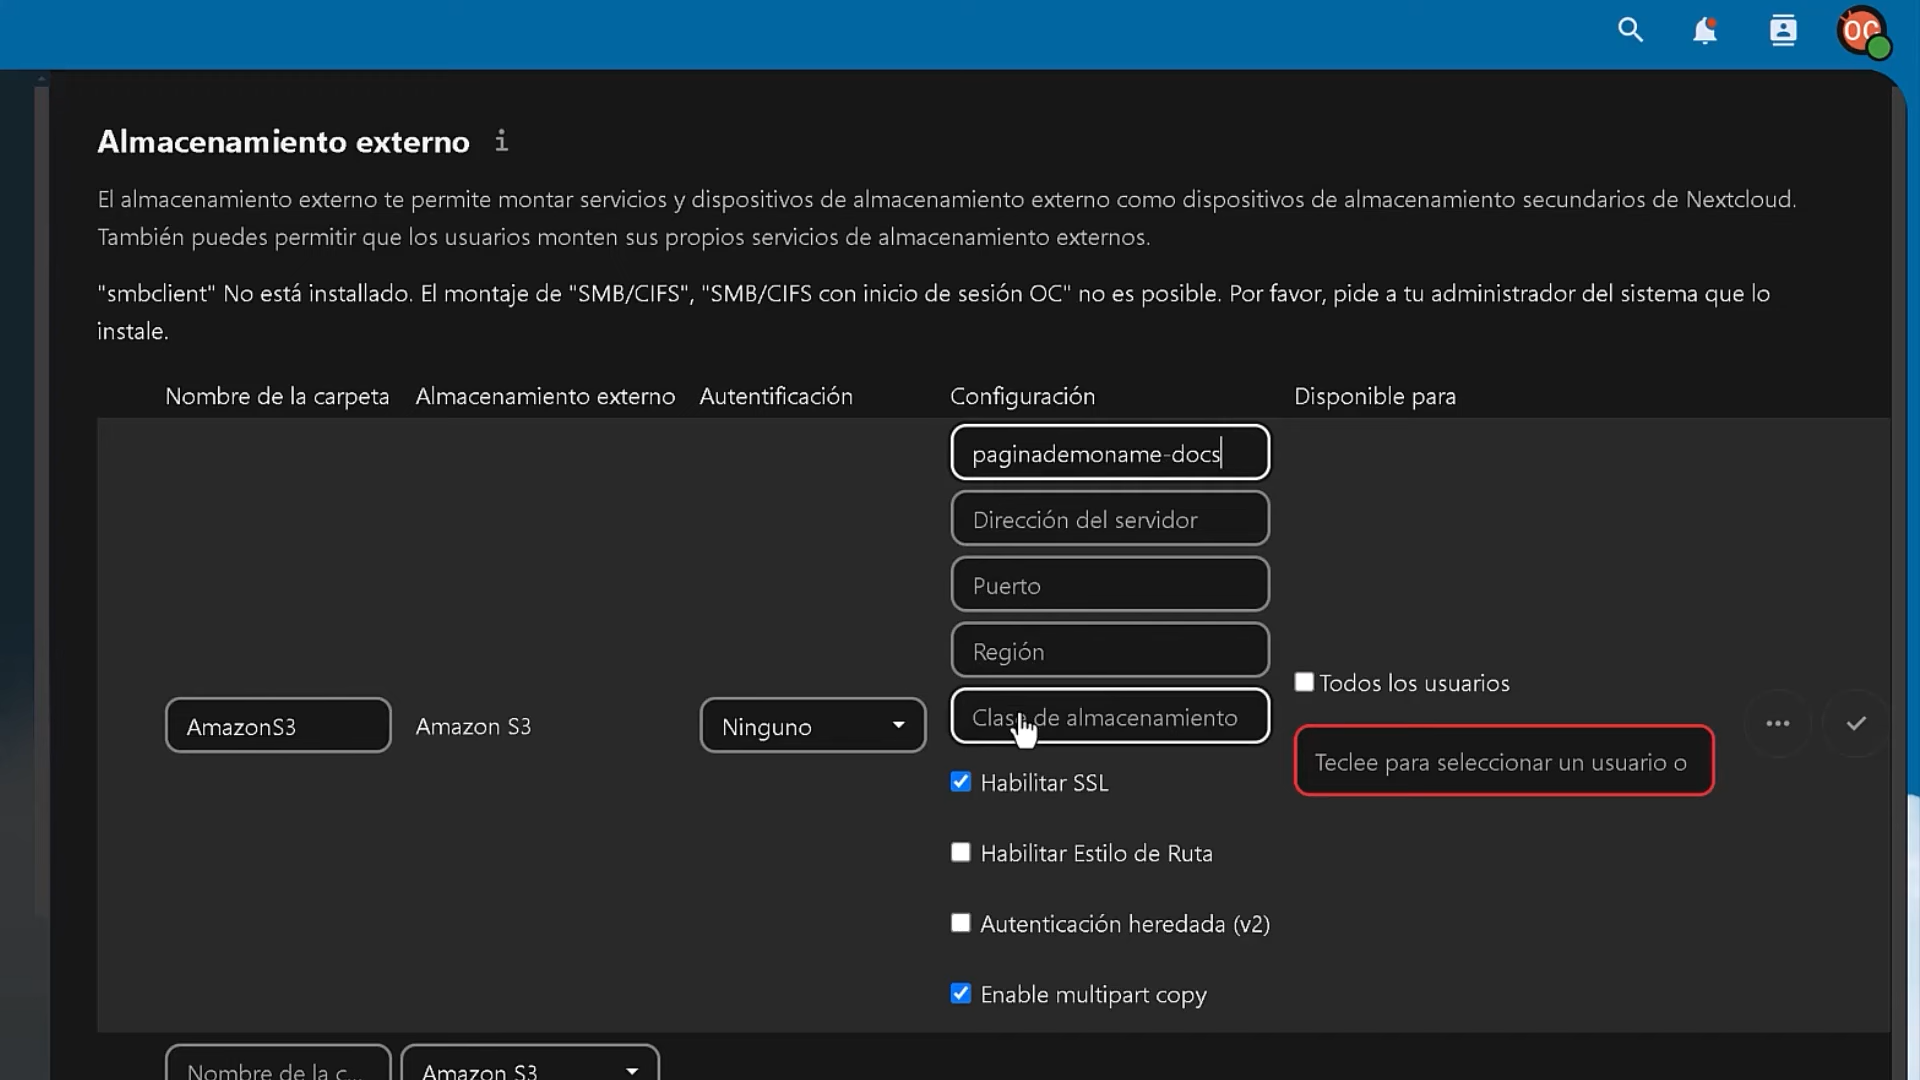 OC
Almacenamiento externo
El almacenamiento externo te permite montar servicios y dispositivos de almacenamiento externo como dispositivos de almacenamiento secundarios de Nextcloud.
También puedes permitir que los usuarios monten sus propios servicios de almacenamiento externos.
"smbclient" No está installado. El montaje de "SMB/CIFS", "SMB/CIFS con inicio de sesión OC" no es posible. Por favor, pide a tu administrador del sistema que lo
instale.
Nombre de la carpeta Almacenamiento externo Autentificación Configuración Disponible para
paginademoname-docs
Dirección del servidor
Puerto
Región
Todos los usuarios
AmazonS3 Amazon S3 Ninguno Clase de almacenamiento
Teclee para seleccionar un usuario o
Habilitar SSL
Habilitar Estilo de Ruta
Autenticación heredada (v2)
Enable multipart copy
Nombre de la c... Amazon S3